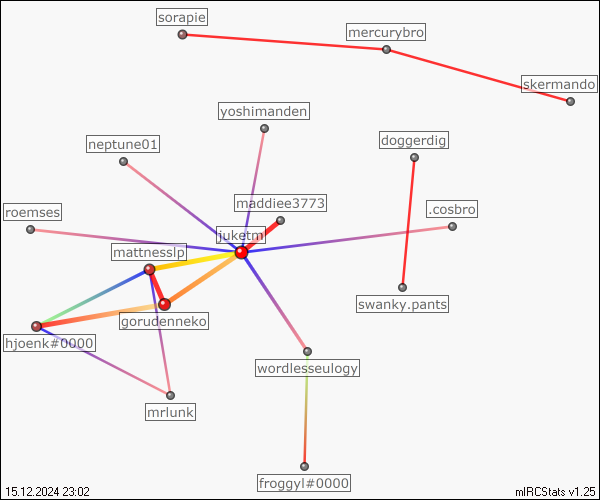 sorapie
mercurybro
skermando
yoshimanden
doggerdig
neptune01
maddiee3773
roemses
.cosbro
juketm
mattnesslp
swanky.pants
gorudenneko
hjoenk#0000
wordlesseulogy
mrlunk
froggyl#0000
15.12.2024 23:02
mIRCStats v1.25